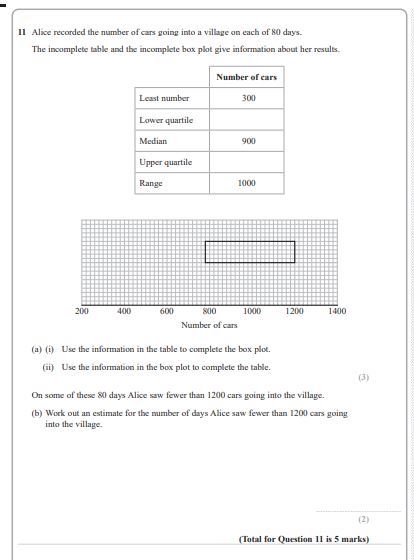 11 Alice recorded the number of cars going into a village on each of 80 days.
The incomplete table and the incomplete box plot give information about her results.
Number of cars
Least number 300
Lower quartile
Median 900
Upper quartile
Range 1000
200 400 600 800 1000 1200 1400
Number of cars
(a) (i) Use the information in the table to complete the box plot.
(ii) Use the information in the box plot to complete the table.
(3)
On some of these 80 days Alice saw fewer than 1200 cars going into the village.
(b) Work out an estimate for the number of days Alice saw fewer than 1200 cars going
into the village.
(2)
(Total for Question 11 is 5 marks)